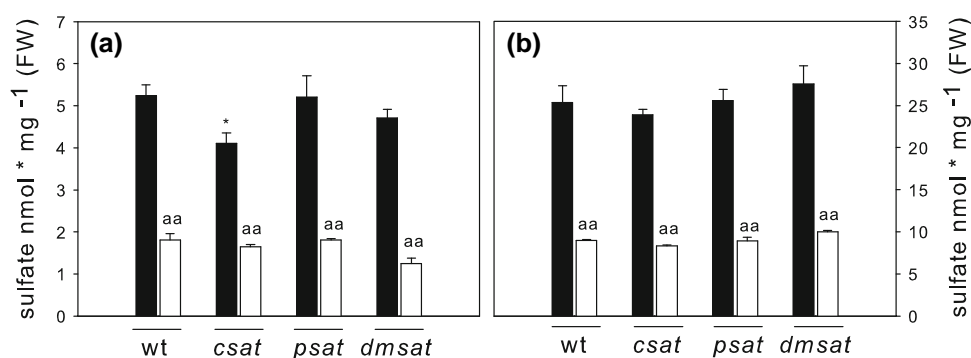 (a)
sulfate nmol * mg -1 (FW)
7
6
5
4
3
2
1
0
*
aa aa aa aa
wt csat psat dmsat
(b)
aa aa aa aa
wt csat psat dmsat
35
30
25
20
15
10
5
0
sulfate nmol * mg -1 (FW)